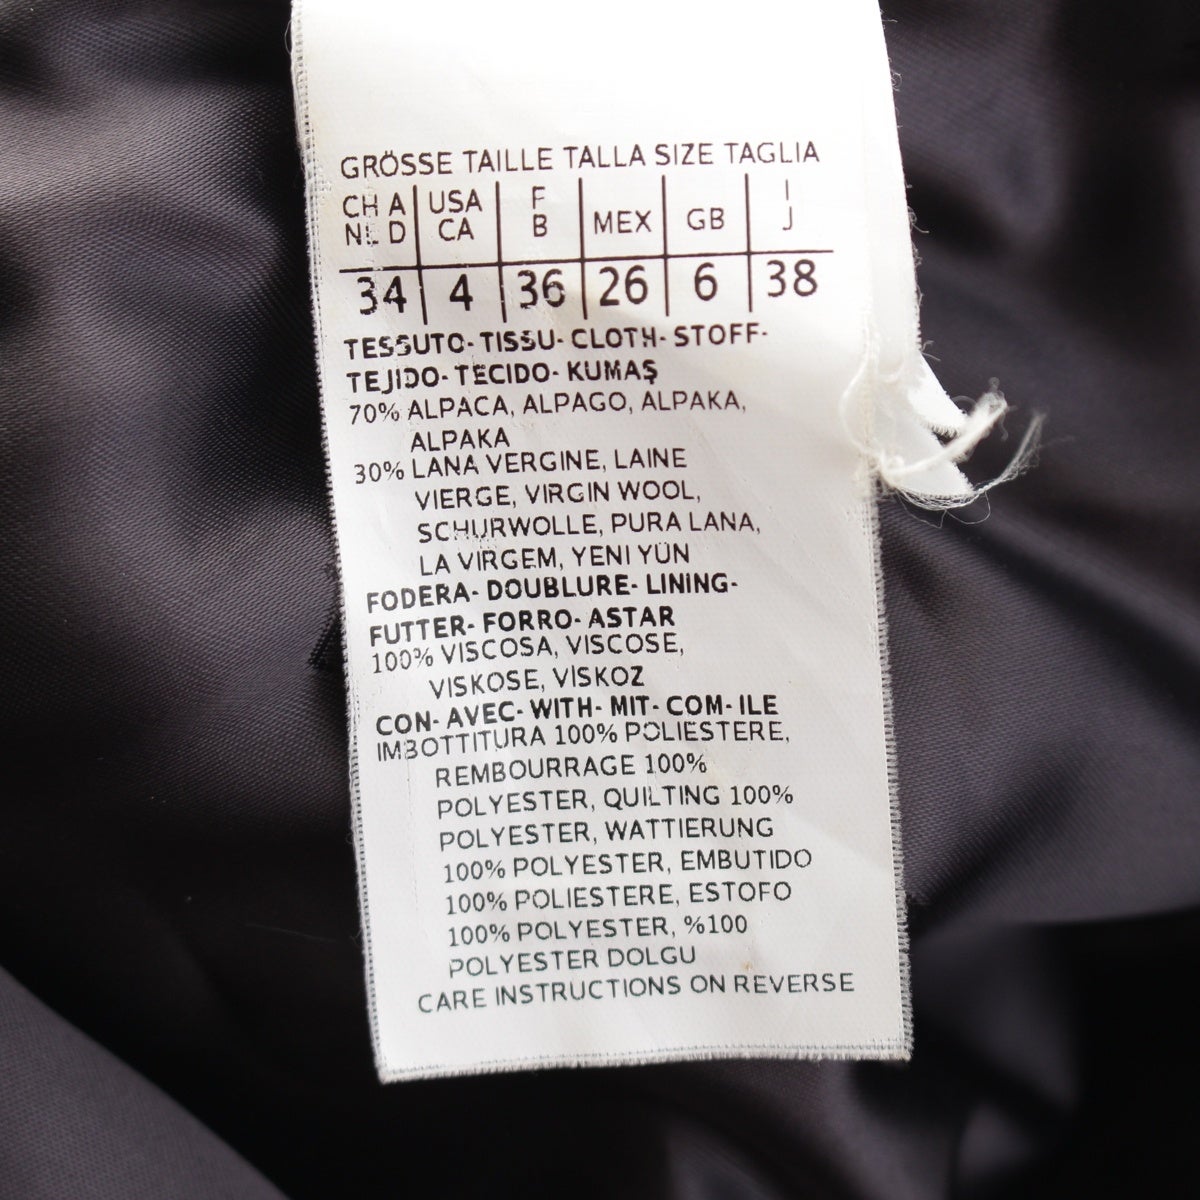 GRÖSSE TAILLE TALLA SIZE TAGLIA
CH A USA F MEX GB I
NL D CA B J
34 4 36 26 6 38
TESSUTO- TISSU- CLOTH- STOFF-
TEJIDO- TECIDO- KUMAŞ
70% ALPACA, ALPAGO, ALPAKA,
ALPAKA
30% LANA VERGINE, LAINE
VIERGE, VIRGIN WOOL,
SCHURWOLLE, PURA LANA,
LA VIRGEM, YENI YÜN
FODERA- DOUBLURE- LINING-
FUTTER- FORRO- ASTAR
100% VISCOSA, VISCOSE,
VISKOSE, VİSKOZ
CON- AVEC- WITH- MIT- COM- ILE
IMBOTTITURA 100% POLIESTERE,
REMBOURRAGE 100%
POLYESTER, QUILTING 100%
POLYESTER, WATTIERUNG
100% POLYESTER, EMBUTIDO
100% POLIESTERE, ESTOFO
100% POLYESTER, %100
POLYESTER DOLGU
CARE INSTRUCTIONS ON REVERSE